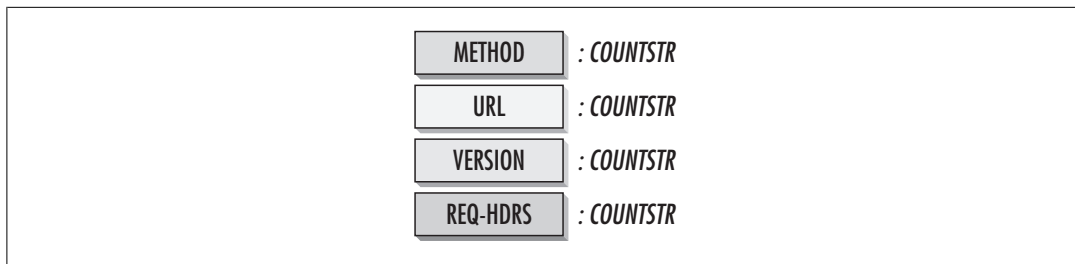 METHOD : COUNTSTR
URL : COUNTSTR
VERSION : COUNTSTR
REQ-HDRS : COUNTSTR